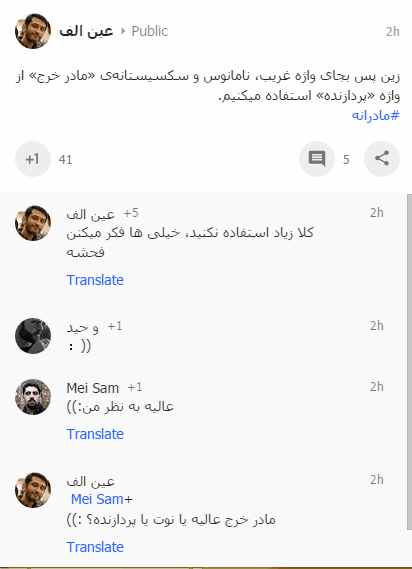 عین الف ‣ Public 2h
زین پس بجای واژه غریب، نامانوس و سکسیستانه‌ی «مادر خرج» از
واژه «پردازنده» استفاده میکنیم.
#مادرانه
+1 41 5
عین الف +5 2h
کلا زیاد استفاده نکنید، خیلی ها فکر میکنن
فحشه
Translate
و حید +1 2h
: ))
Mei Sam +1 2h
عالیه به نظر من:))
Translate
عین الف 2h
Mei Sam+
مادر خرج عالیه یا نوت یا پردازنده؟ :))
Translate